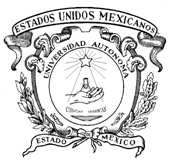 ESTADOS UNIDOS MEXICANOS
UNIVERSIDAD AUTONOMA
ESTADO MEXICO